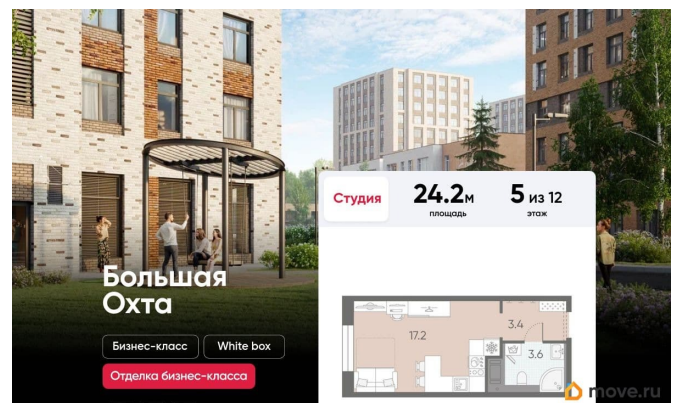 Студия
24.2м
площадь
5 из 12
этаж
Большая
Охта
Бизнес-класс
White box
Отделка бизнес-класса
17.2
3.4
3.6
move.ru